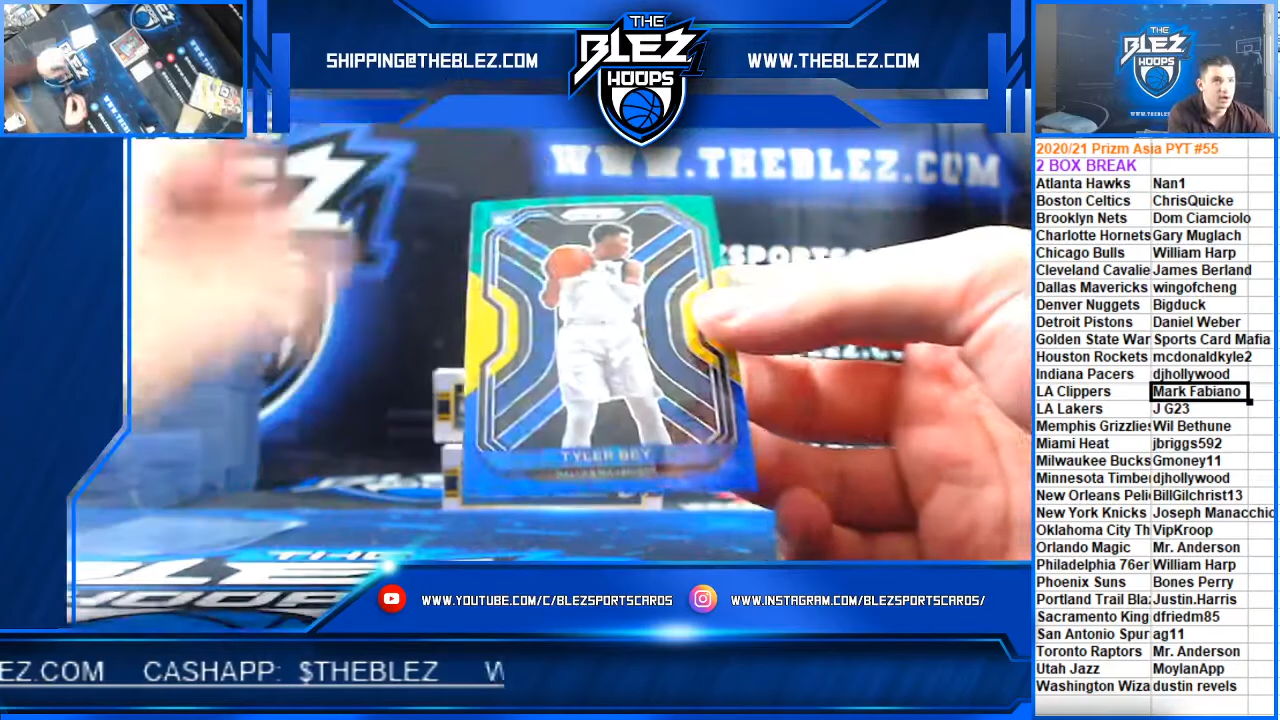 SHIPPING@THEBLEZ.COM
THE
BLEZ
HOOPS
1
WWW.THEBLEZ.COM
WWW.THEBLEZ.COM
TYLER BEY
WWW.YOUTUBE.COM/C/BLEZSPORTSCARDS
WWW.INSTAGRAM.COM/BLEZSPORTSCARDS/
EZ.COM CASHAPP: $THEBLEZ W
THE
BLEZ
HOOPS
2020/21 Prizm Asia PYT #55
2 BOX BREAK
Atlanta Hawks Nan1
Boston Celtics ChrisQuicke
Brooklyn Nets Dom Ciamciolo
Charlotte Hornets Gary Muglach
Chicago Bulls William Harp
Cleveland Cavalie James Berland
Dallas Mavericks wingofcheng
Denver Nuggets Bigduck
Detroit Pistons Daniel Weber
Golden State War Sports Card Mafia
Houston Rockets mcdonaldkyle2
Indiana Pacers djhollywood
LA Clippers Mark Fabiano
LA Lakers J G23
Memphis Grizzlies Wil Bethune
Miami Heat jbriggs592
Milwaukee Bucks Gmoney11
Minnesota Timbe djhollywood
New Orleans Peli BillGilchrist13
New York Knicks Joseph Manacchio
Oklahoma City Th VipKroop
Orlando Magic Mr. Anderson
Philadelphia 76er William Harp
Phoenix Suns Bones Perry
Portland Trail Bla Justin.Harris
Sacramento King dfriedm85
San Antonio Spur ag11
Toronto Raptors Mr. Anderson
Utah Jazz MoylanApp
Washington Wiza dustin revels